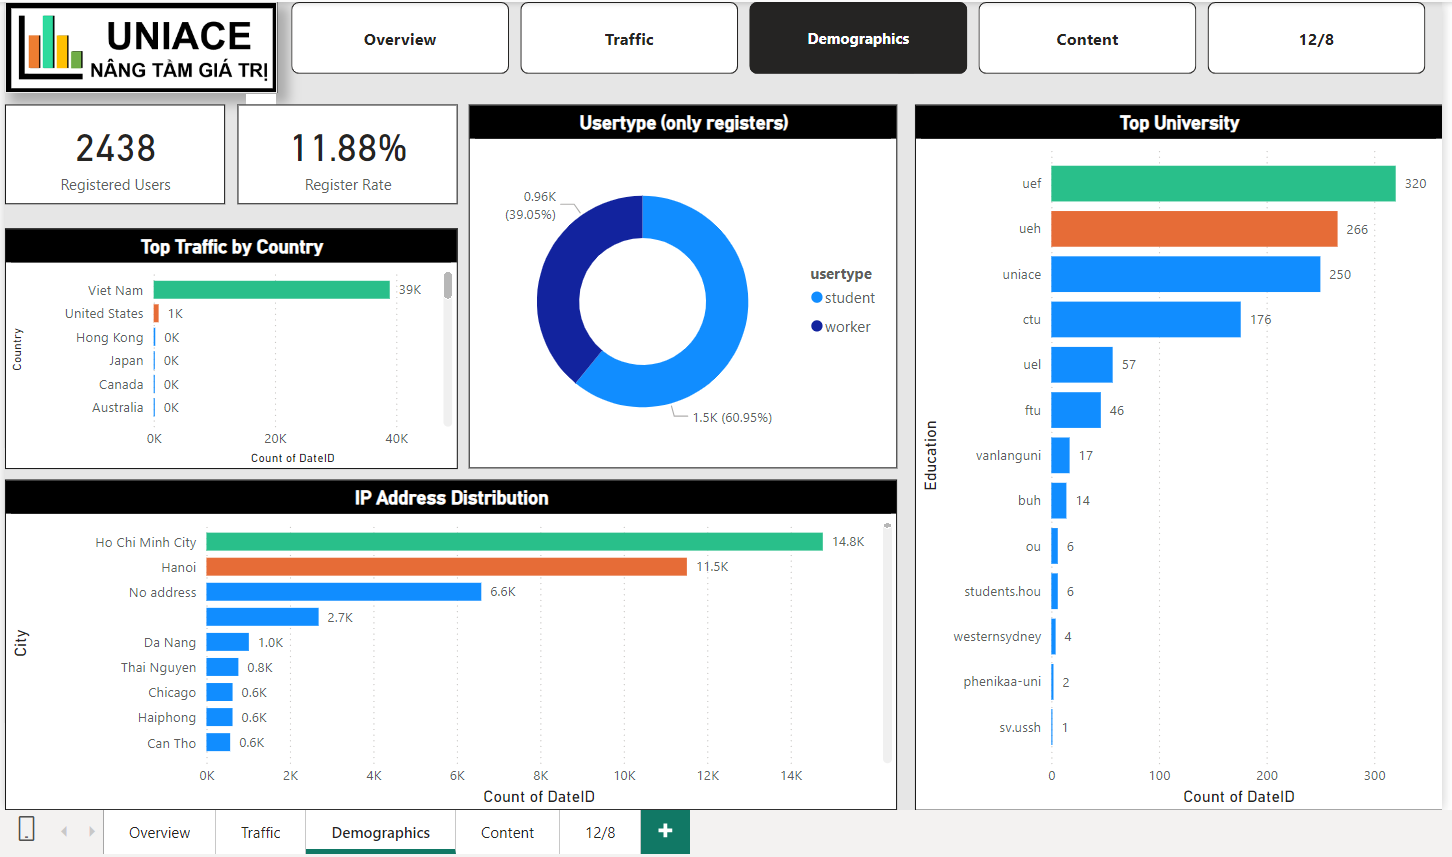 UNIACE
NÂNG TẦM GIÁ TRỊ
Overview
Traffic
Demographics
Content
12/8
2438
Registered Users
11.88%
Register Rate
Usertype (only registers)
0.96K
(39.05%)
1.5K (60.95%)
usertype
student
worker
Top Traffic by Country
Country
Viet Nam 39K
United States 1K
Hong Kong 0K
Japan 0K
Canada 0K
Australia 0K
0K 20K 40K
Count of DateID
IP Address Distribution
City
Ho Chi Minh City 14.8K
Hanoi 11.5K
No address 6.6K
2.7K
Da Nang 1.0K
Thai Nguyen 0.8K
Chicago 0.6K
Haiphong 0.6K
Can Tho 0.6K
0K 2K 4K 6K 8K 10K 12K 14K
Count of DateID
Top University
Education
uef 320
ueh 266
uniace 250
ctu 176
uel 57
ftu 46
vanlanguni 17
buh 14
ou 6
students.hou 6
westernsydney 4
phenikaa-uni 2
sv.ussh 1
0 100 200 300
Count of DateID
Overview
Traffic
Demographics
Content
12/8